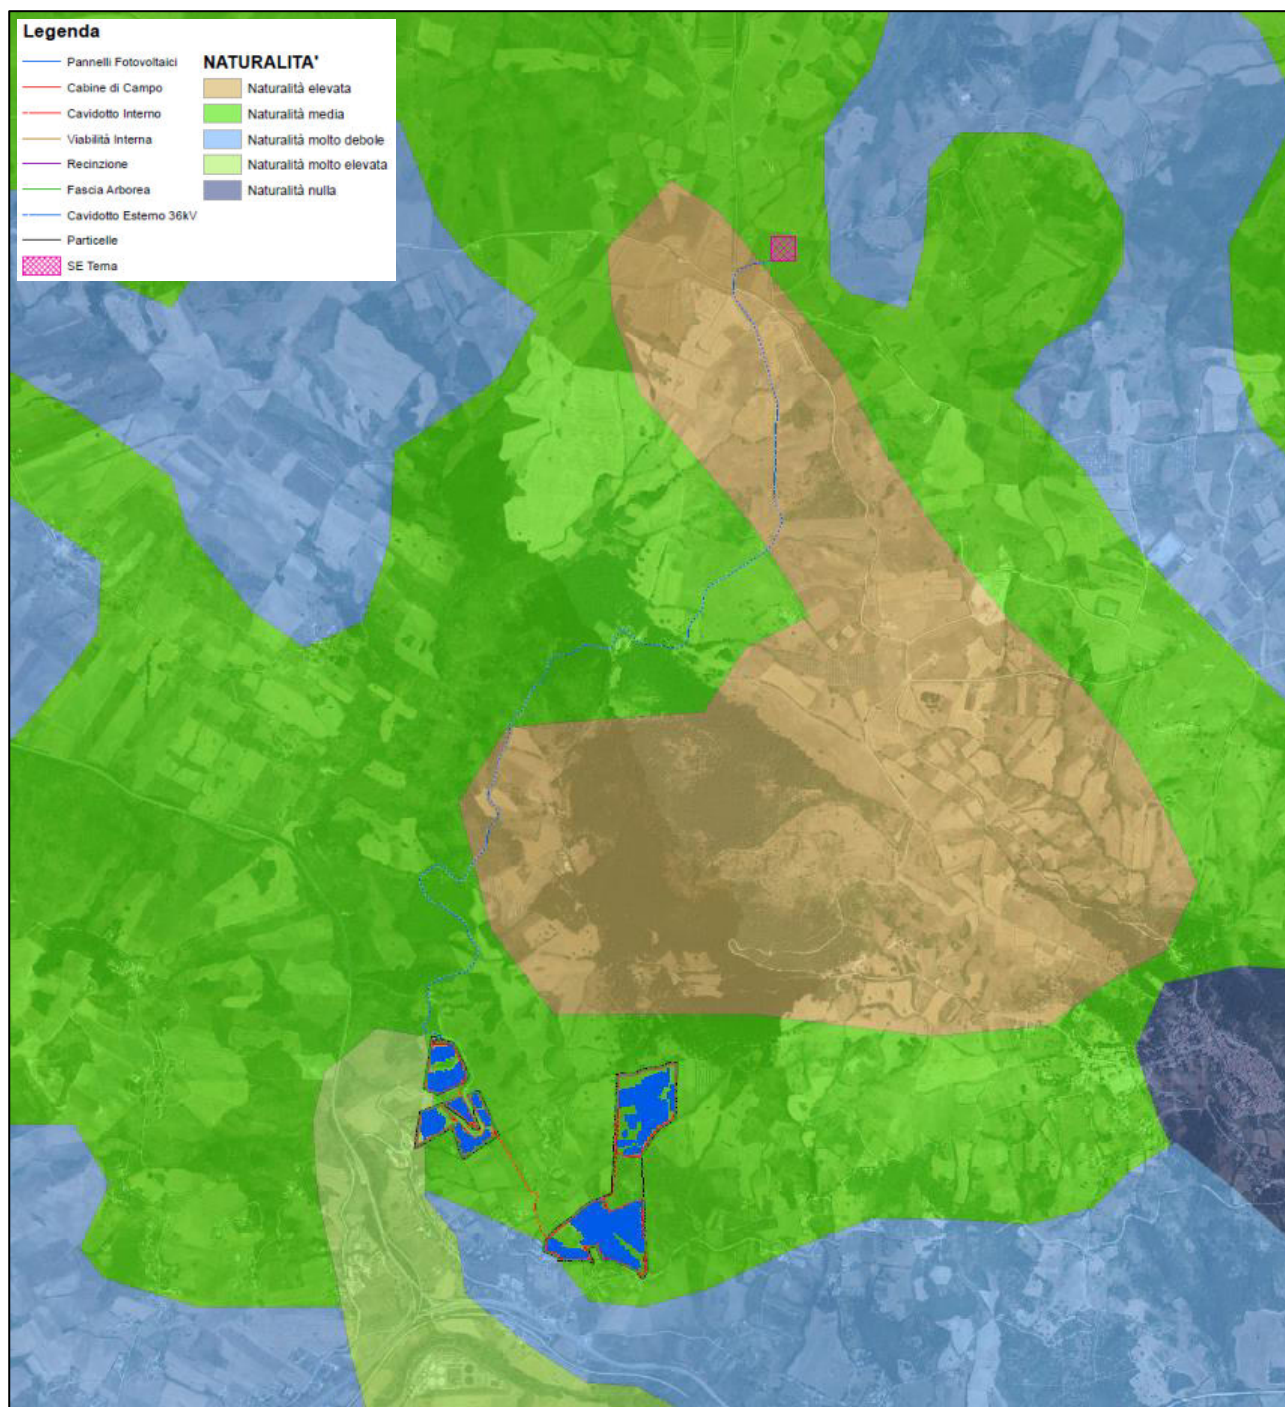 Legenda
Pannelli Fotovoltaici
Cabine di Campo
Cavidotto Interno
Viabilità Interna
Recinzione
Fascia Arborea
Cavidotto Esterno 36kV
Particelle
SE Terna
NATURALITA'
Naturalità elevata
Naturalità media
Naturalità molto debole
Naturalità molto elevata
Naturalità nulla